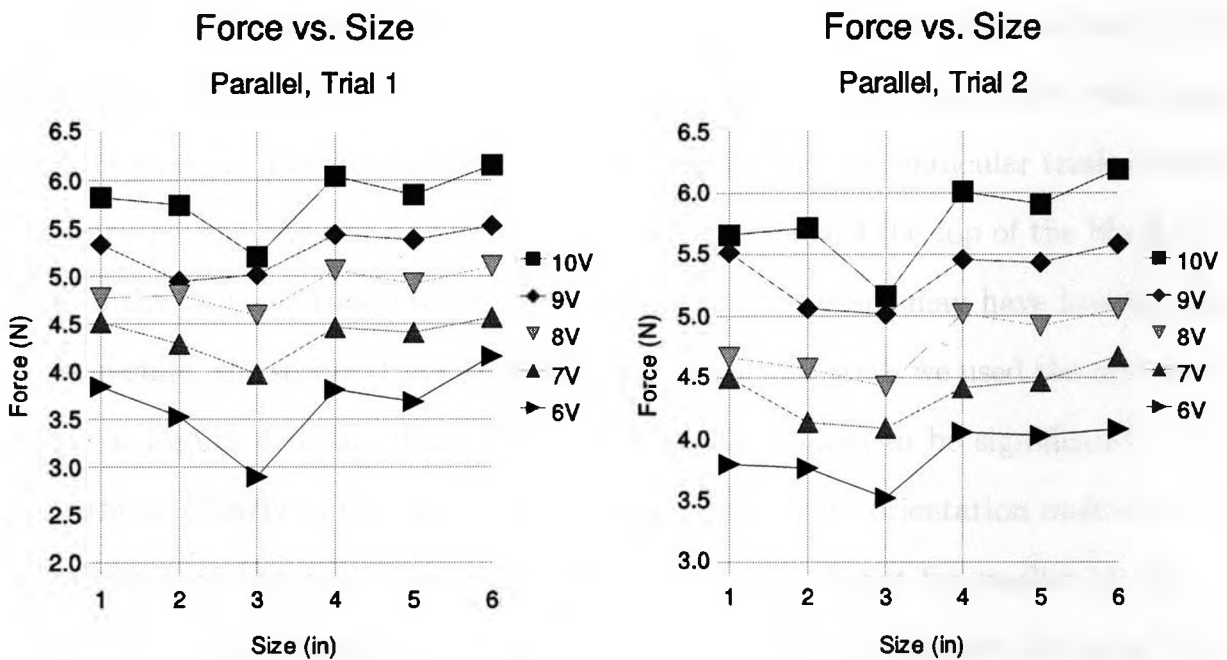 Force vs. Size
Parallel, Trial 1
6.5
6.0
5.5
5.0
4.5
4.0
3.5
3.0
2.5
2.0
Force (N)
1 2 3 4 5 6
Size (in)
10V
9V
8V
7V
6V
Force vs. Size
Parallel, Trial 2
6.5
6.0
5.5
5.0
4.5
4.0
3.5
3.0
Force (N)
1 2 3 4 5 6
Size (in)
10V
9V
8V
7V
6V